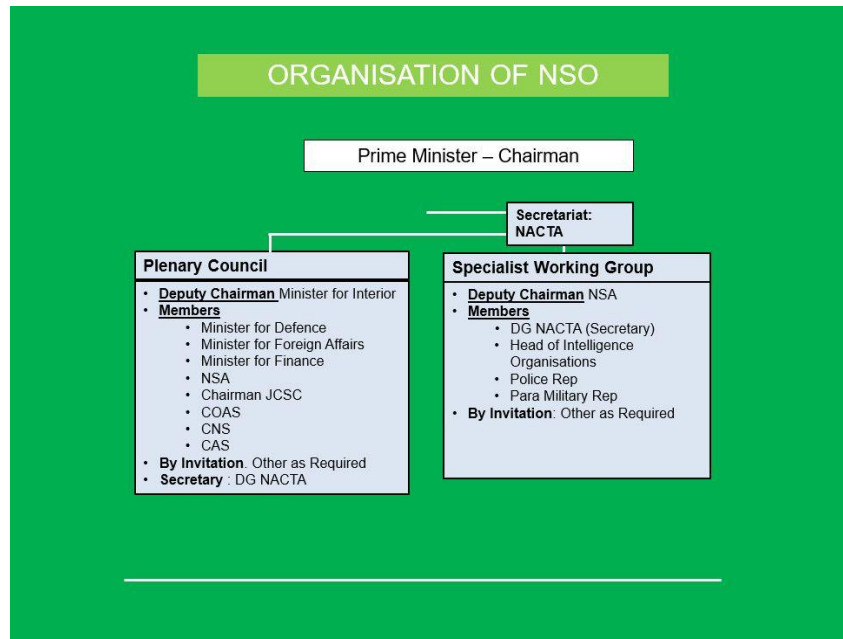 ORGANISATION OF NSO
Prime Minister – Chairman
Secretariat:
NACTA
Plenary Council
• Deputy Chairman Minister for Interior
• Members
• Minister for Defence
• Minister for Foreign Affairs
• Minister for Finance
• NSA
• Chairman JCSC
• COAS
• CNS
• CAS
• By Invitation. Other as Required
• Secretary : DG NACTA
Specialist Working Group
• Deputy Chairman NSA
• Members
• DG NACTA (Secretary)
• Head of Intelligence
Organisations
• Police Rep
• Para Military Rep
• By Invitation: Other as Required